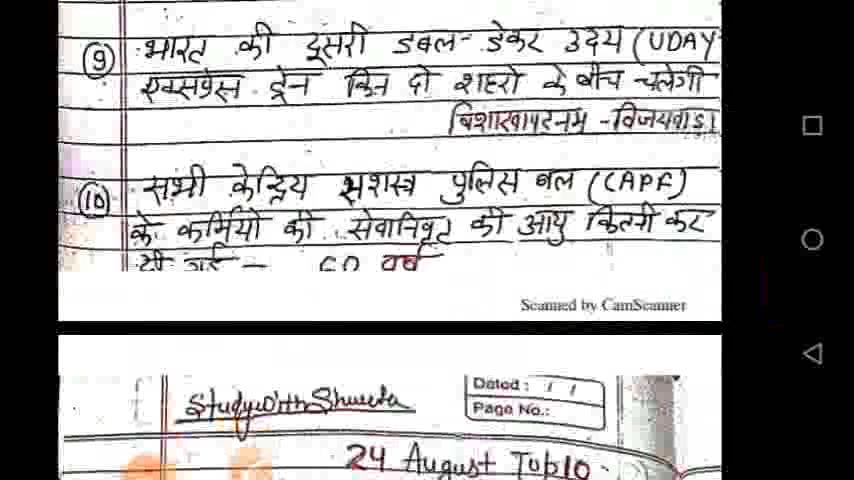 (9) भारत की दूसरी डबल-डेकर उदय (UDAY
एक्सप्रेस ट्रेन किन दो शहरो के बीच चलेगी
विशाखापटनम - विजयवाडा
(10) सभी केन्द्रिय सशस्त्र पुलिस बल (CAPF)
के कर्मियो की सेवानिवृत की आयु कितनी कर
दी गई - 60 वर्ष
Scanned by CamScanner
StudywithShweta
Dated : / /
Page No.:
24 August Top10